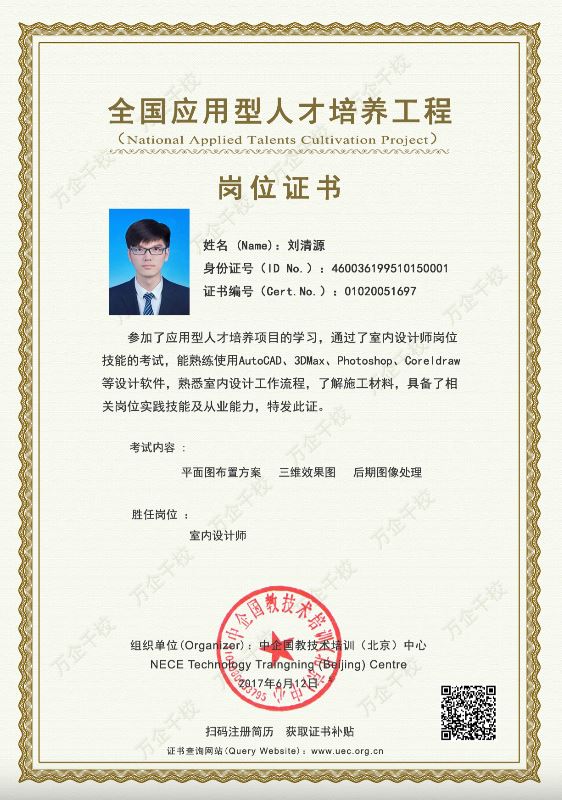 全国应用型人才培养工程
（National Applied Talents Cultivation Project）
岗位证书
姓名 (Name)：刘清源
身份证号 (ID No.)：460036199510150001
证书编号 (Cert.No.)：01020051697
参加了应用型人才培养项目的学习，通过了室内设计师岗位
技能的考试，能熟练使用AutoCAD、3DMax、Photoshop、Coreldraw
等设计软件，熟悉室内设计工作流程，了解施工材料，具备了相
关岗位实践技能及从业能力，特发此证。
考试内容 ：
平面图布置方案 三维效果图 后期图像处理
胜任岗位 ：
室内设计师
组织单位(Organizer)：中企国教技术培训（北京）中心
NECE Technology Traingning (Beijing) Centre
2017年6月12日
扫码注册简历 获取证书补贴
证书查询网站(Query Website)：www.uec.org.cn
中企国教技术培训（北京）中心
万企千校